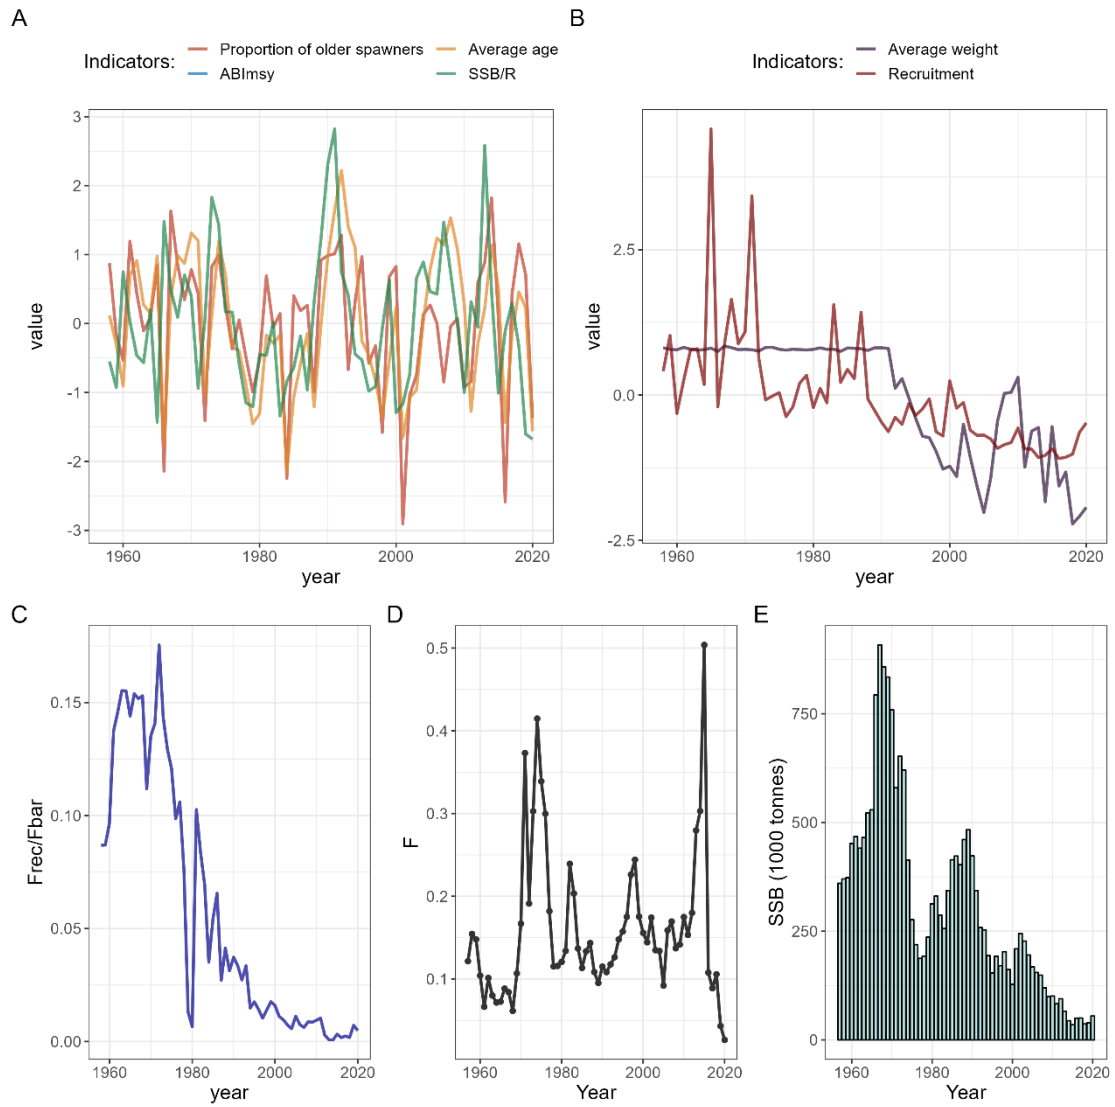 A
B
Indicators:
Proportion of older spawners
Average age
ABImsy
SSB/R
Indicators:
Average weight
Recruitment
value
3
2
1
0
-1
-2
-3
1960
1980
2000
2020
year
value
2.5
0.0
-2.5
1960
1980
2000
2020
year
C
D
E
Frec/Fbar
0.15
0.10
0.05
0.00
1960
1980
2000
2020
year
F
0.5
0.4
0.3
0.2
0.1
1960
1980
2000
2020
Year
SSB (1000 tonnes)
750
500
250
0
1960
1980
2000
2020
Year